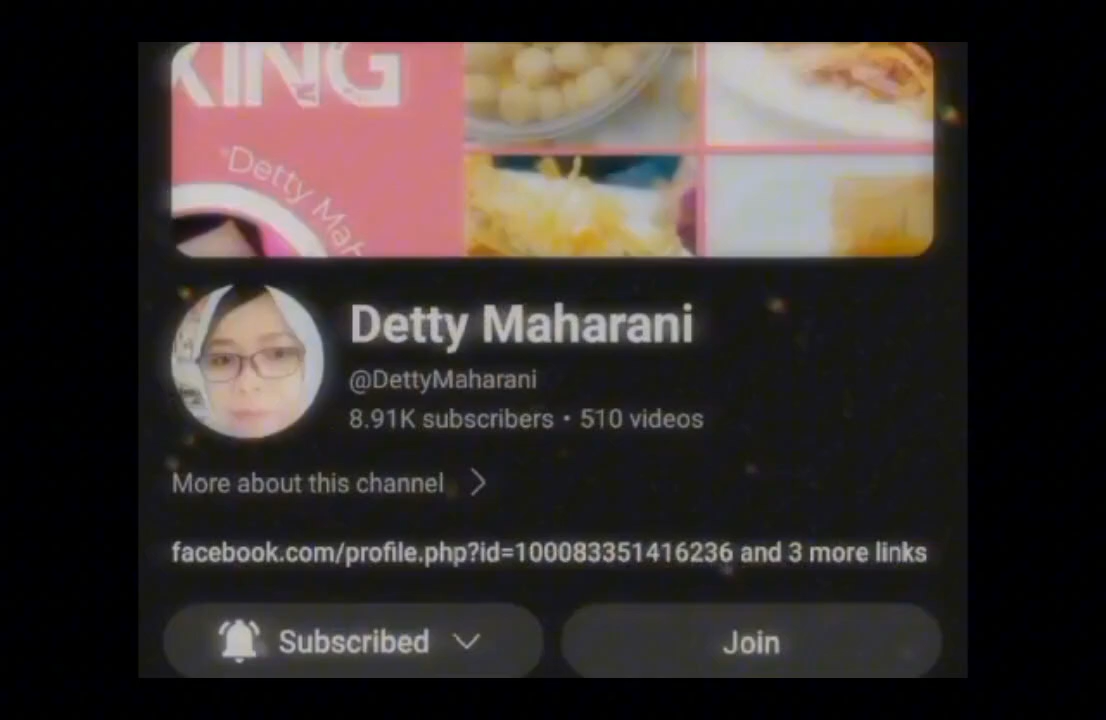 KING
Detty Mah
Detty Maharani
@DettyMaharani
8.91K subscribers • 510 videos
More about this channel >
facebook.com/profile.php?id=100083351416236 and 3 more links
Subscribed
Join